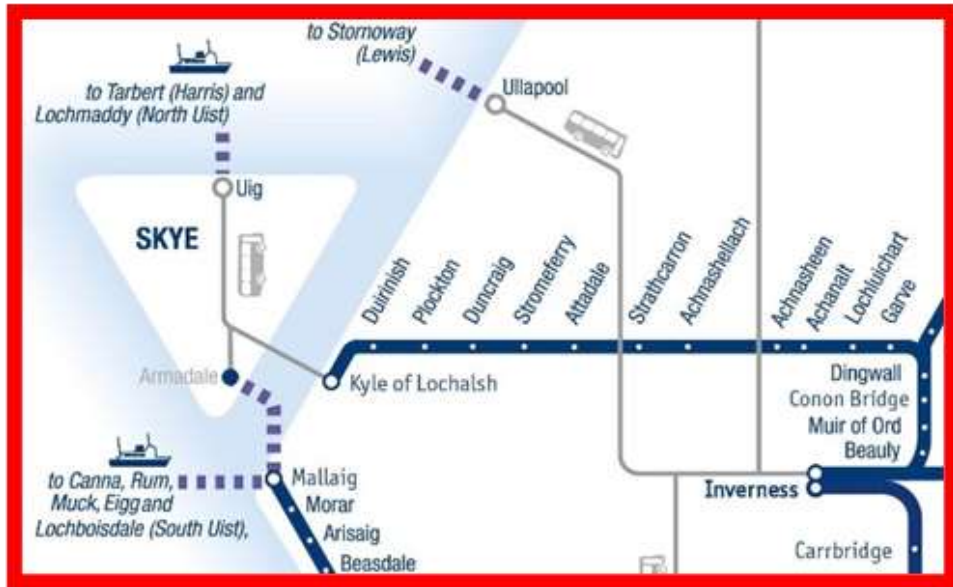 to Stornoway
(Lewis)
to Tarbert (Harris) and
Lochmaddy (North Uist)
Ullapool
Uig
SKYE
Duirinish
Plockton
Duncraig
Stromeferry
Attadale
Strathcarron
Achnashellach
Achnasheen
Achanalt
Lochluichart
Garve
Armadale
Kyle of Lochalsh
Dingwall
Conon Bridge
Muir of Ord
Beauly
to Canna, Rum,
Muck, Eigg and
Lochboisdale (South Uist),
Mallaig
Morar
Arisaig
Beasdale
Inverness
Carrbridge